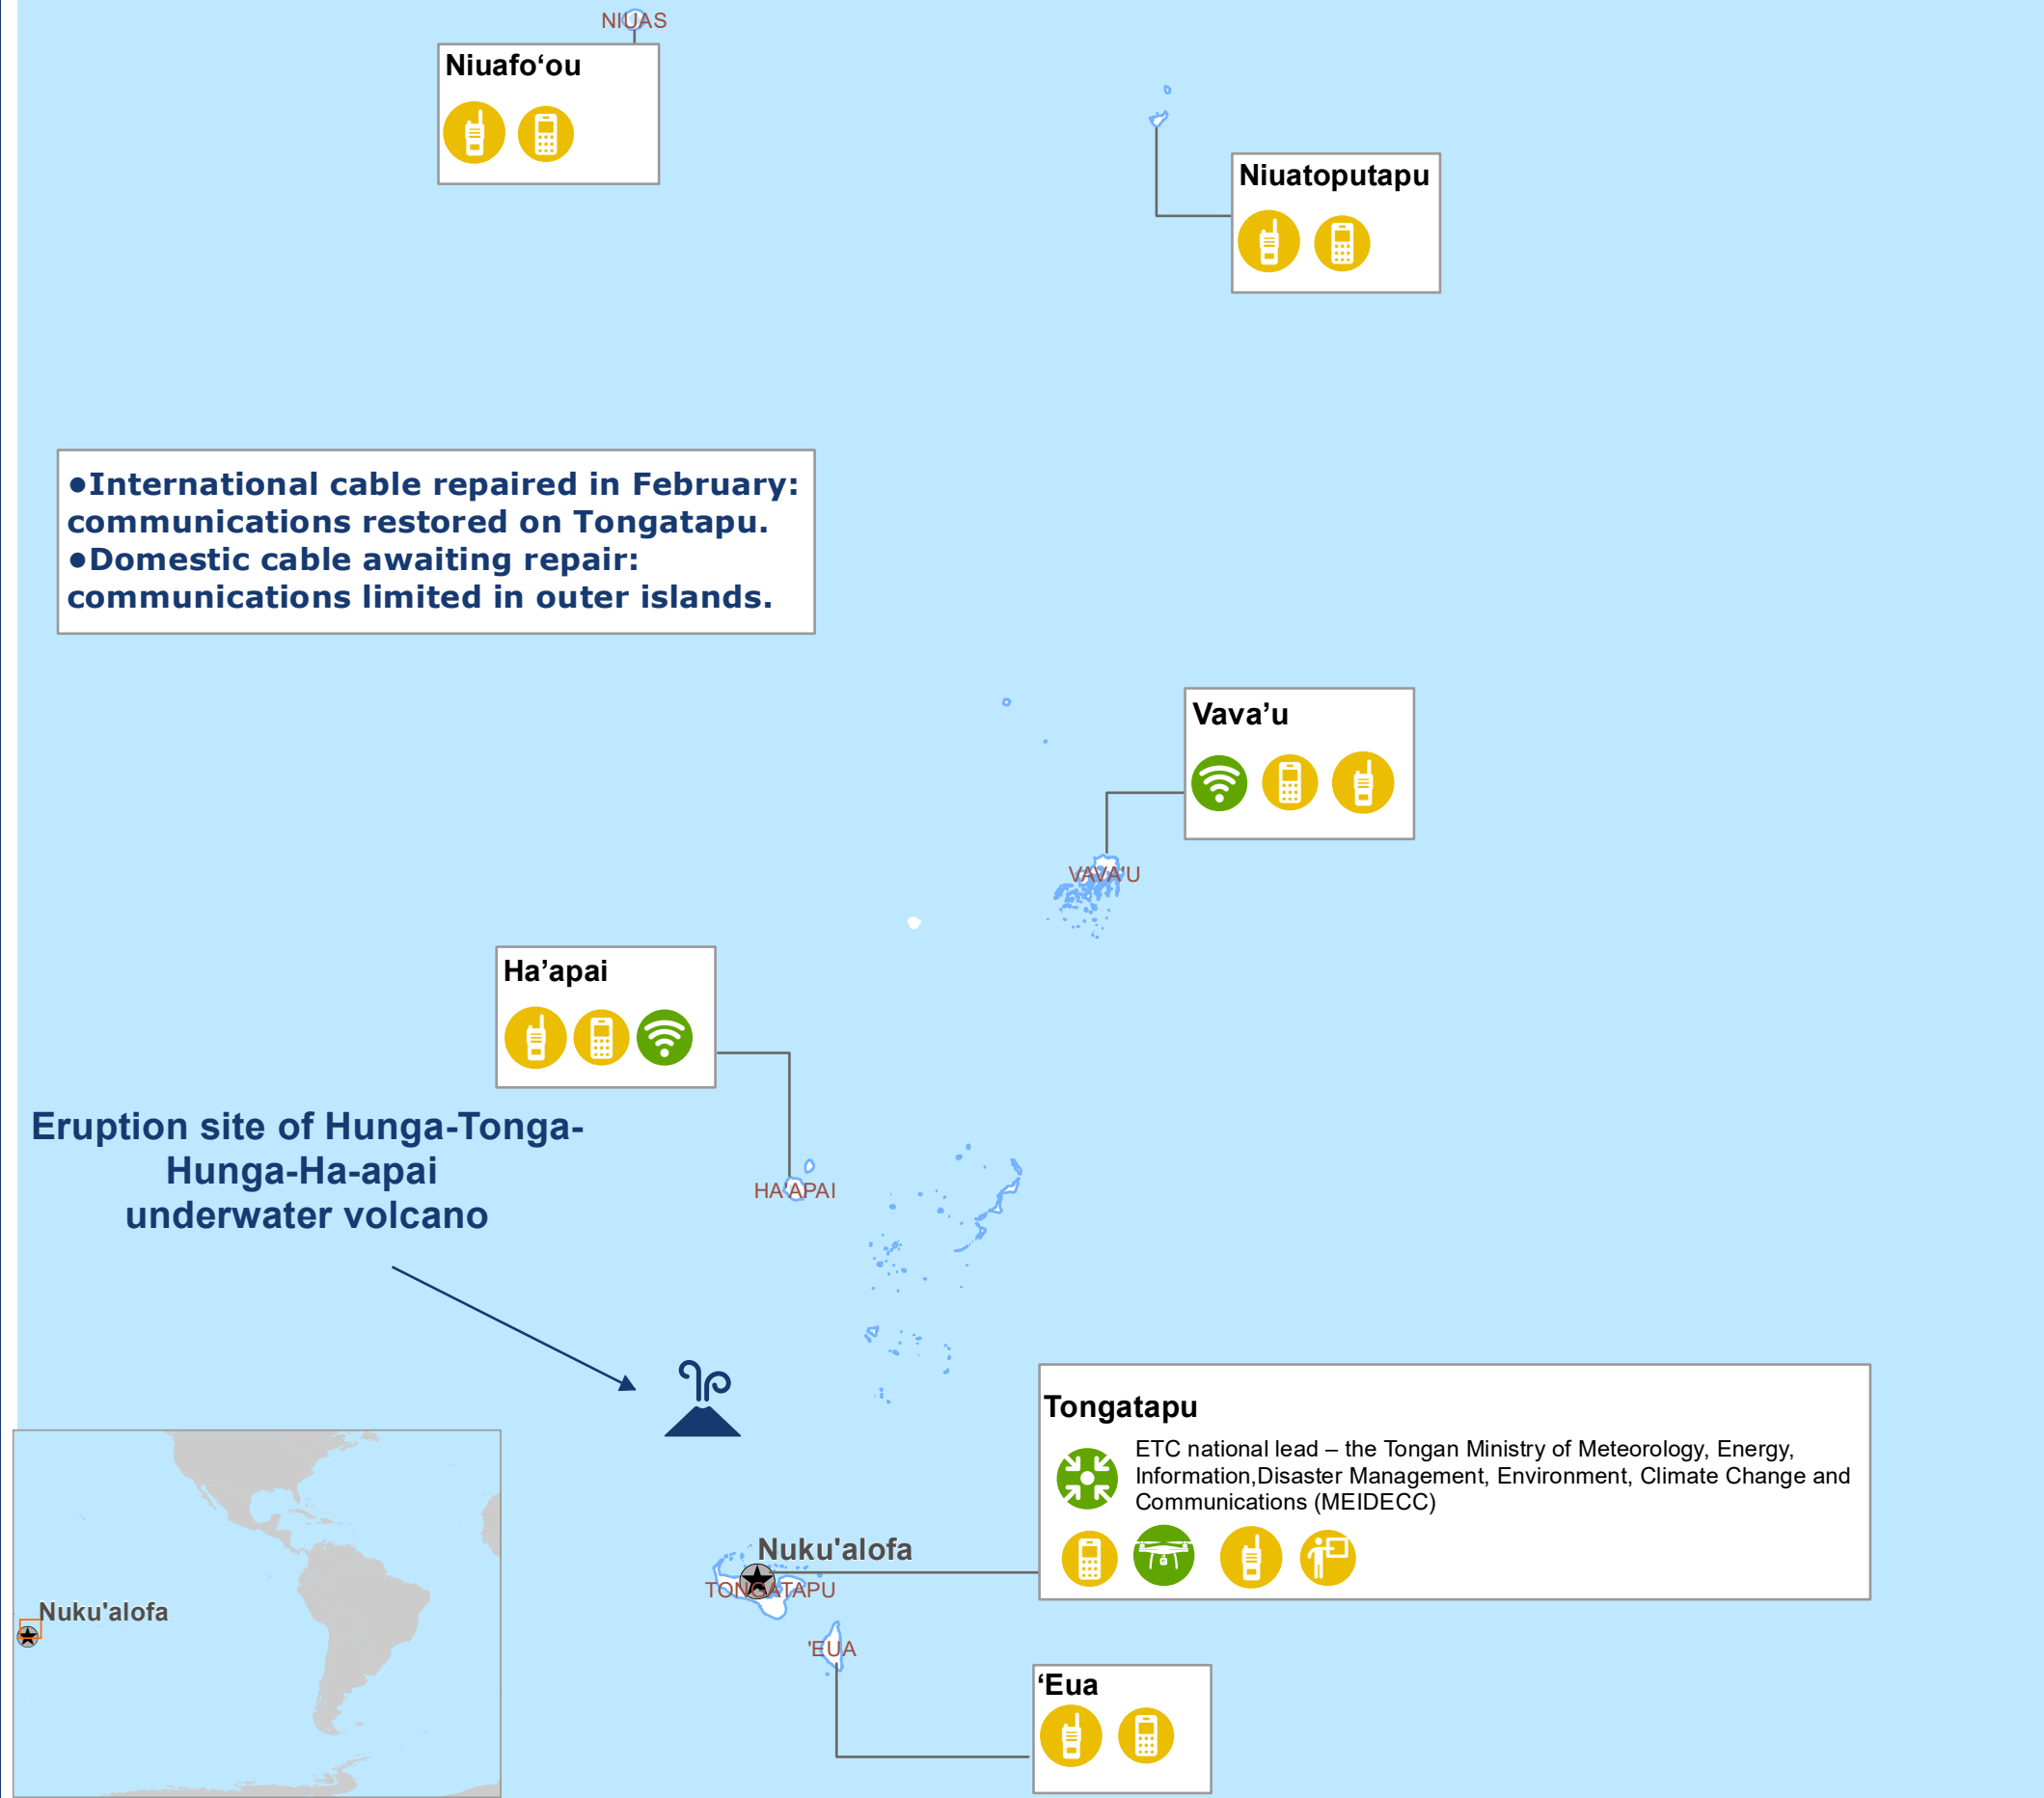 NIUAS
Niuafo‘ou
Niuatoputapu
●International cable repaired in February:
communications restored on Tongatapu.
●Domestic cable awaiting repair:
communications limited in outer islands.
Vava’u
VAVA'U
Ha’apai
Eruption site of Hunga-Tonga-
Hunga-Ha-apai
underwater volcano
HA'APAI
Tongatapu
ETC national lead – the Tongan Ministry of Meteorology, Energy,
Information,Disaster Management, Environment, Climate Change and
Communications (MEIDECC)
Nuku'alofa
TONGATAPU
'EUA
‘Eua
Nuku'alofa